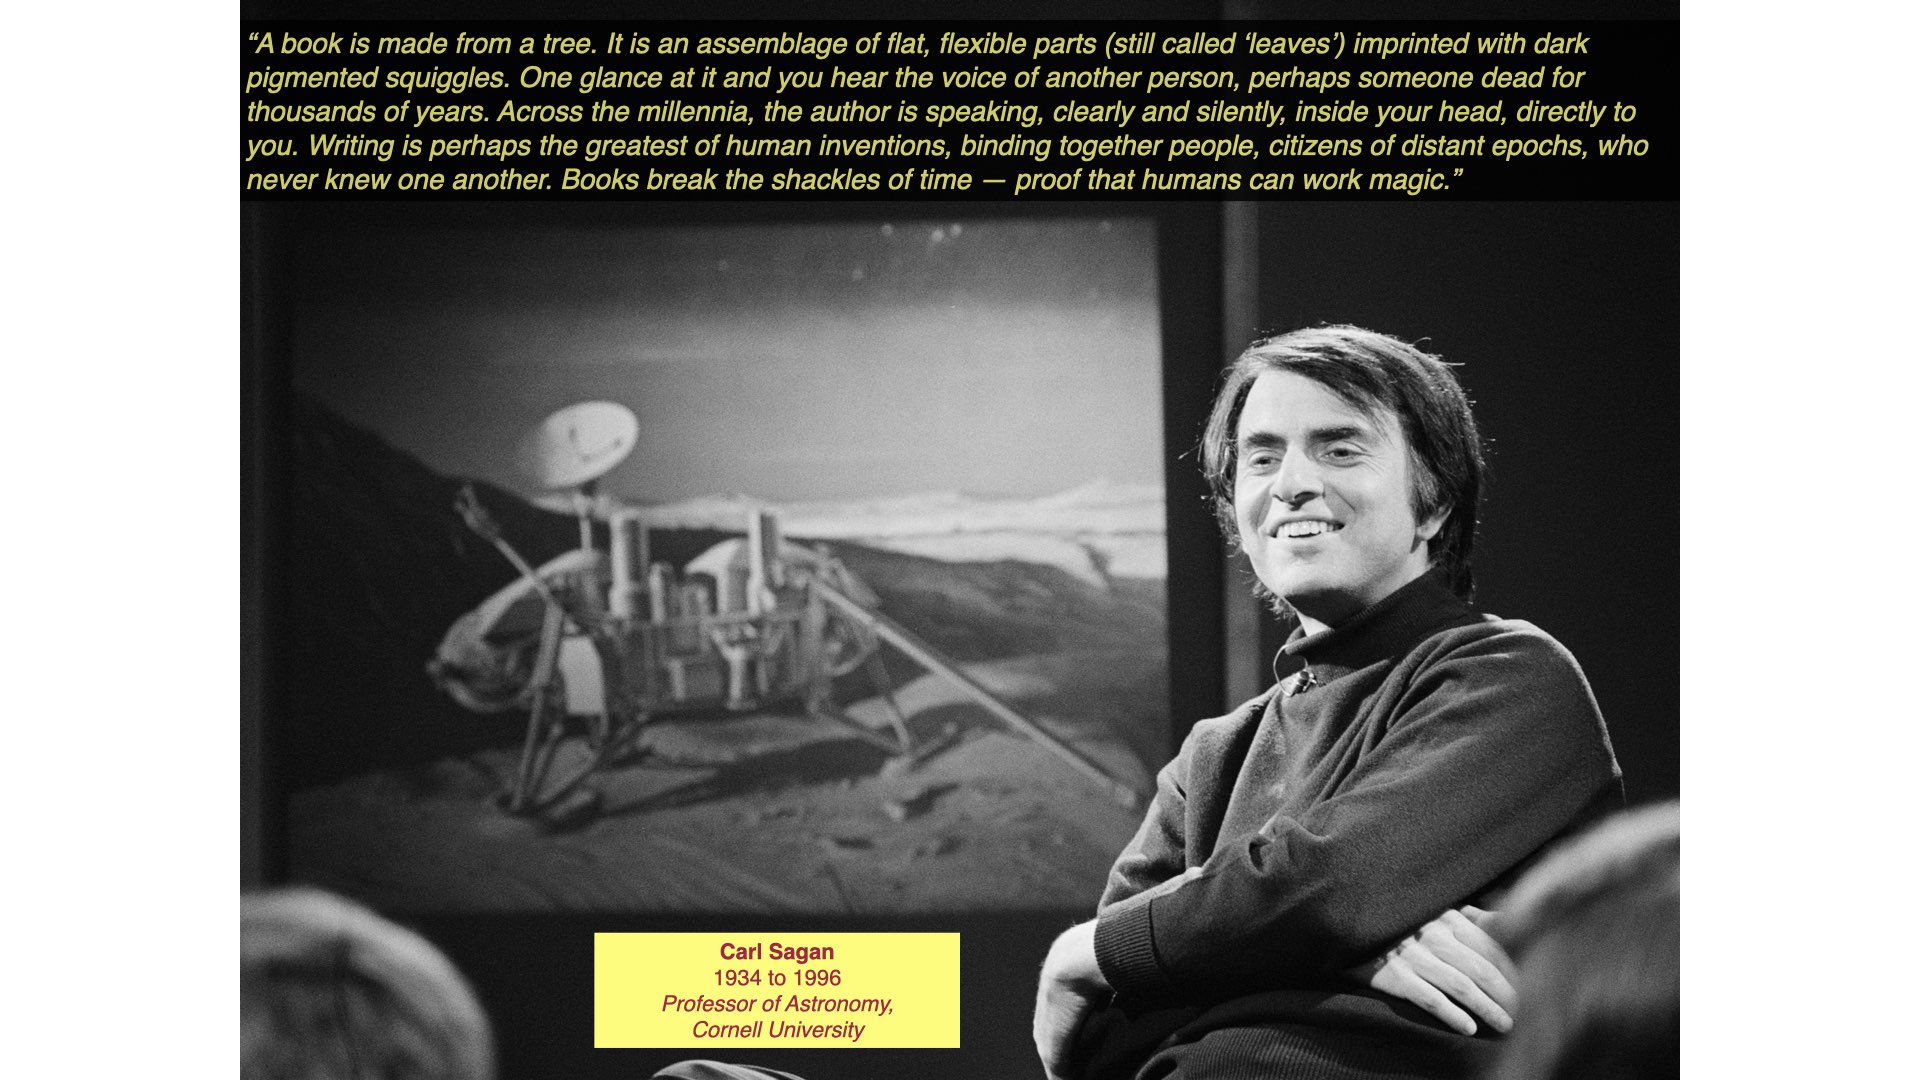 “A book is made from a tree. It is an assemblage of flat, flexible parts (still called ‘leaves’) imprinted with dark
pigmented squiggles. One glance at it and you hear the voice of another person, perhaps someone dead for
thousands of years. Across the millennia, the author is speaking, clearly and silently, inside your head, directly to
you. Writing is perhaps the greatest of human inventions, binding together people, citizens of distant epochs, who
never knew one another. Books break the shackles of time — proof that humans can work magic.”
Carl Sagan
1934 to 1996
Professor of Astronomy,
Cornell University